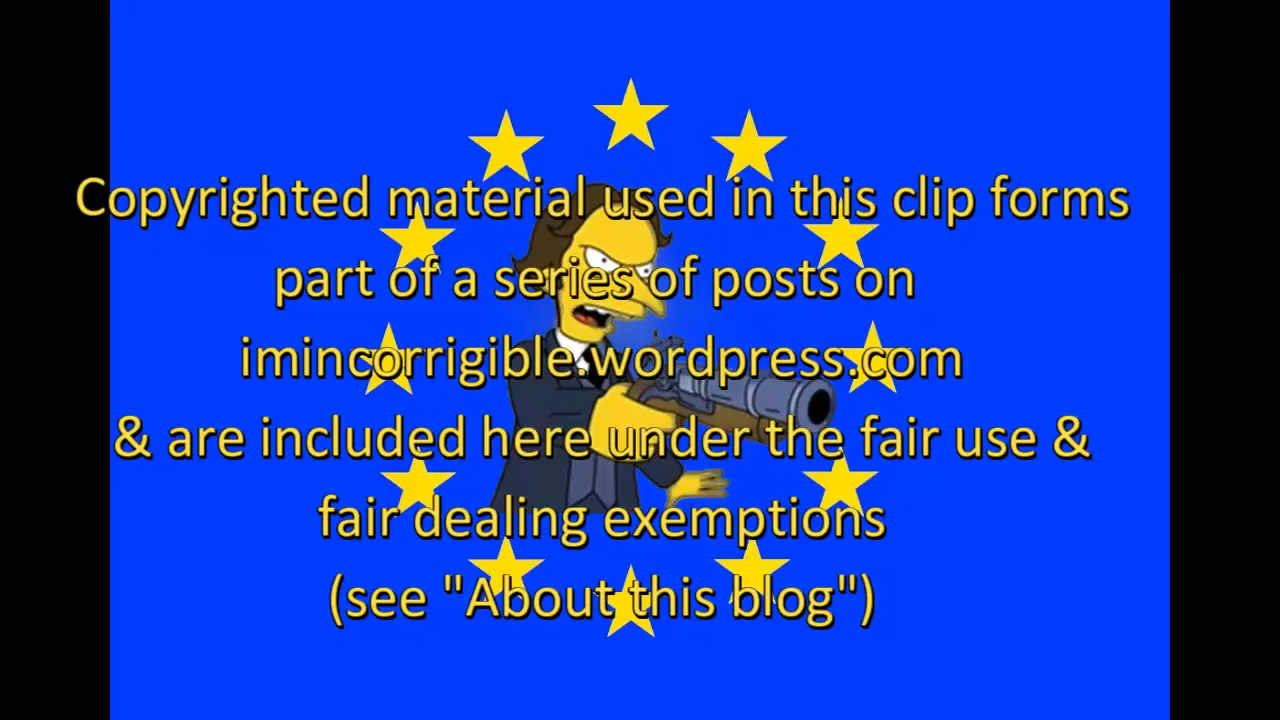 Copyrighted material used in this clip forms
part of a series of posts on
imincorrigible.wordpress.com
& are included here under the fair use &
fair dealing exemptions
(see "About this blog")